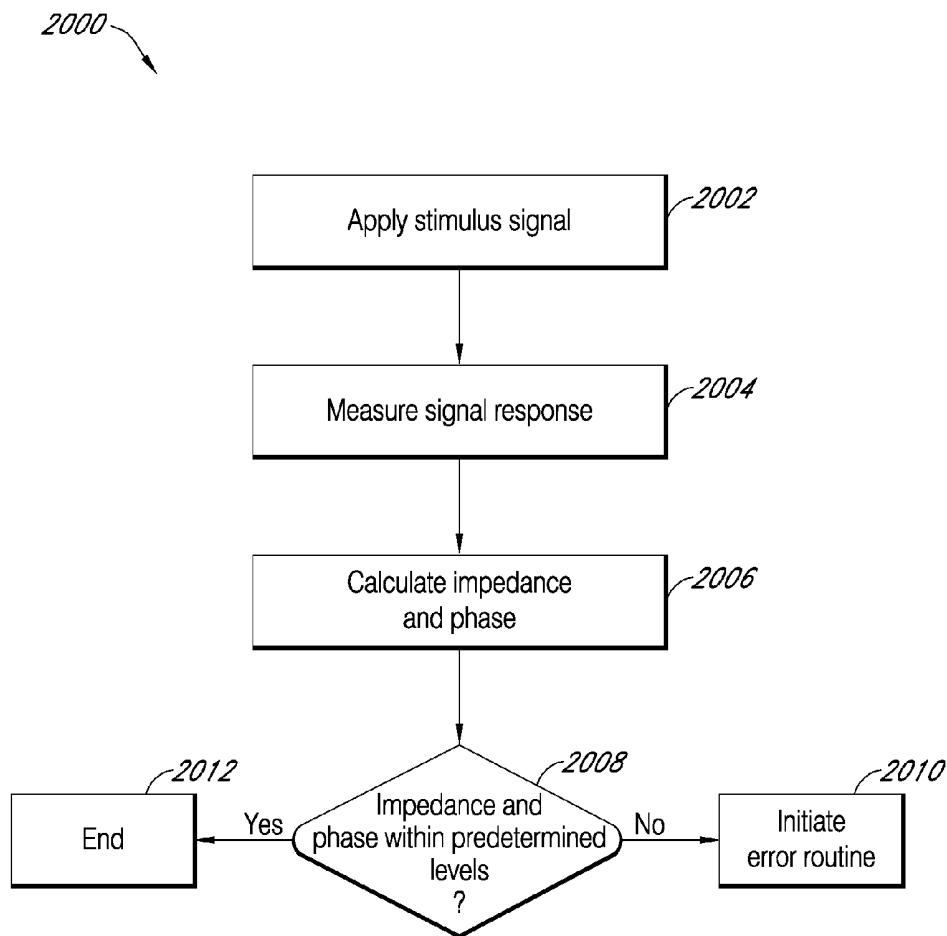 2000
Apply stimulus signal
2002
Measure signal response
2004
Calculate impedance
and phase
2006
2012
End
Yes
2008
Impedance and
phase within predetermined
levels
?
No
2010
Initiate
error routine